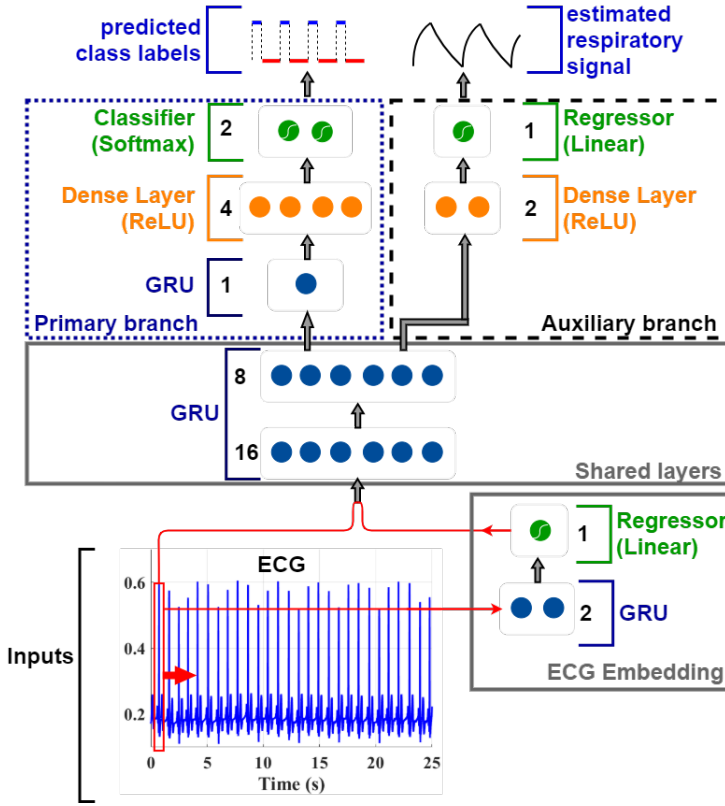 predicted
class labels
estimated
respiratory
signal
Classifier
(Softmax)
2
1
Regressor
(Linear)
Dense Layer
(ReLU)
4
2
Dense Layer
(ReLU)
GRU
1
Primary branch
Auxiliary branch
8
GRU
16
Shared layers
1
Regressor
(Linear)
2
GRU
ECG Embedding
Inputs
ECG
0.6
0.4
0.2
0
5
10
15
20
25
Time (s)